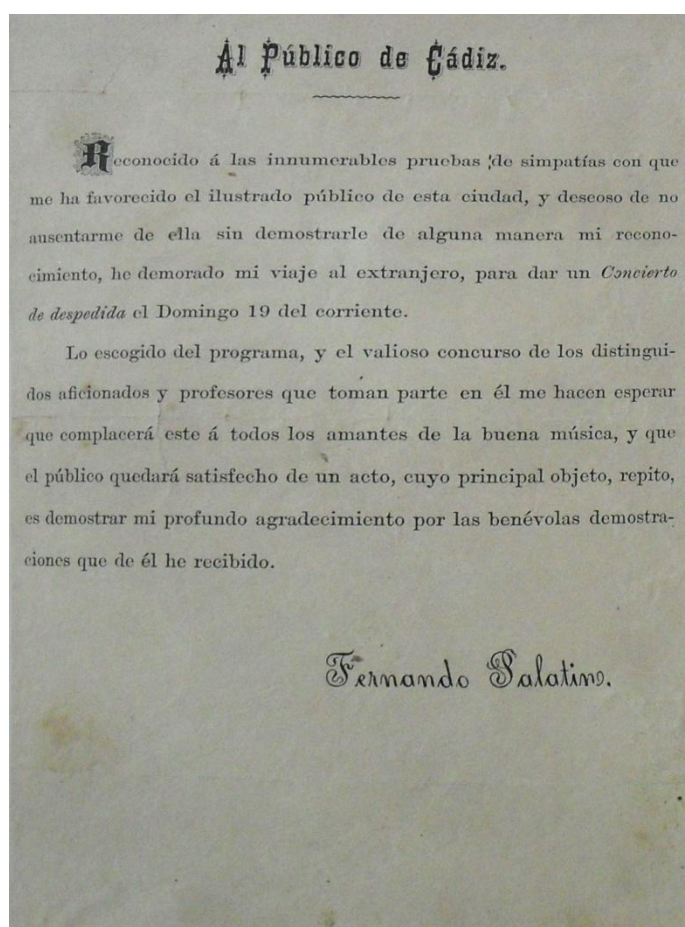 Al Público de Cádiz.
Reconocido á las innumerables pruebas de simpatías con que
me ha favorecido el ilustrado público de esta ciudad, y deseoso de no
ausentarme de ella sin demostrarle de alguna manera mi recono-
cimiento, he demorado mi viaje al extranjero, para dar un Concierto
de despedida el Domingo 19 del corriente.
Lo escogido del programa, y el valioso concurso de los distingui-
dos aficionados y profesores que toman parte en él me hacen esperar
que complacerá este á todos los amantes de la buena música, y que
el público quedará satisfecho de un acto, cuyo principal objeto, repito,
es demostrar mi profundo agradecimiento por las benévolas demostra-
ciones que de él he recibido.
Fernando Palatin.